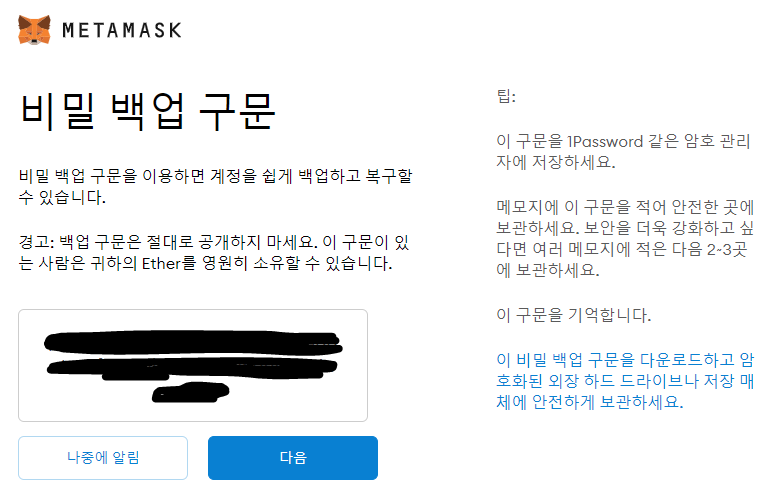 METAMASK
비밀 백업 구문
비밀 백업 구문을 이용하면 계정을 쉽게 백업하고 복구할
수 있습니다.
경고: 백업 구문은 절대로 공개하지 마세요. 이 구문이 있
는 사람은 귀하의 Ether를 영원히 소유할 수 있습니다.
나중에 알림
다음
팁:
이 구문을 1Password 같은 암호 관리
자에 저장하세요.
메모지에 이 구문을 적어 안전한 곳에
보관하세요. 보안을 더욱 강화하고 싶
다면 여러 메모지에 적은 다음 2~3곳
에 보관하세요.
이 구문을 기억합니다.
이 비밀 백업 구문을 다운로드하고 암
호화된 외장 하드 드라이브나 저장 매
체에 안전하게 보관하세요.